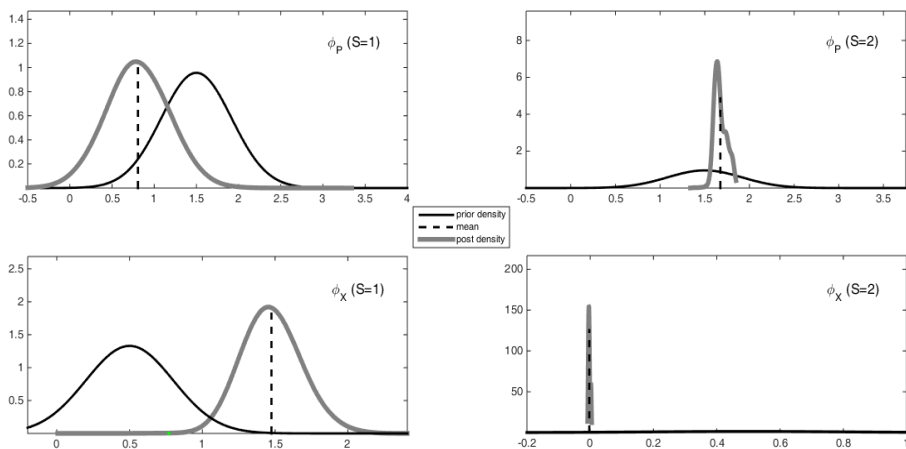 1.4
1.2
1
0.8
0.6
0.4
0.2
-0.5 0 0.5 1 1.5 2 2.5 3 3.5 4
ϕP (S=1)
8
6
4
2
-0.5 0 0.5 1 1.5 2 2.5 3 3.5
ϕP (S=2)
prior density
mean
post density
2.5
2
1.5
1
0.5
0 0.5 1 1.5 2
ϕX (S=1)
200
150
100
50
-0.2 0 0.2 0.4 0.6 0.8 1
ϕX (S=2)